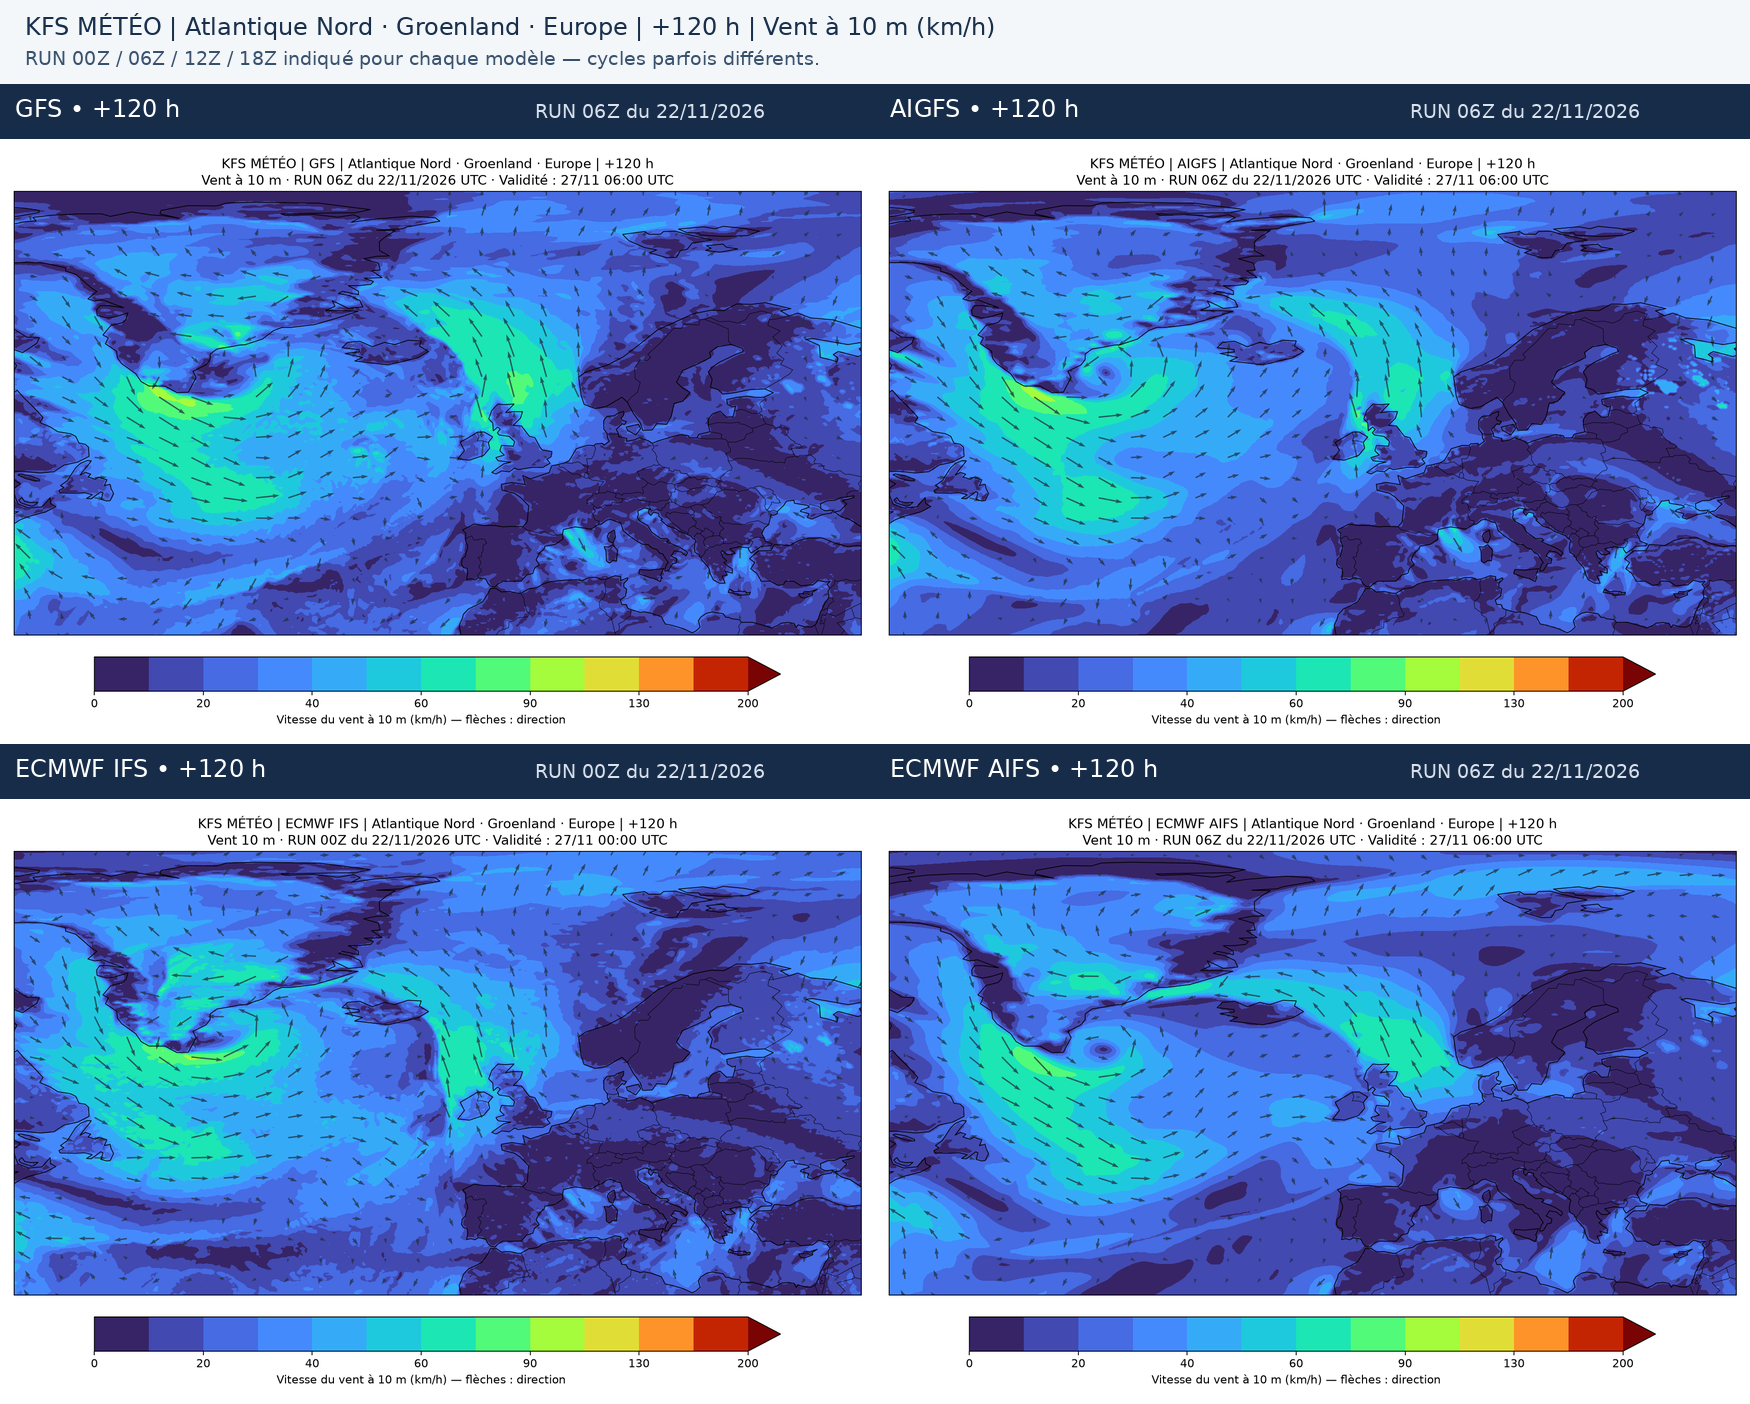 KFS MÉTÉO | Atlantique Nord · Groenland · Europe | +120 h | Vent à 10 m (km/h)
RUN 00Z / 06Z / 12Z / 18Z indiqué pour chaque modèle — cycles parfois différents.
GFS • +120 h
RUN 06Z du 22/11/2026
KFS MÉTÉO | GFS | Atlantique Nord · Groenland · Europe | +120 h
Vent à 10 m · RUN 06Z du 22/11/2026 UTC · Validité : 27/11 06:00 UTC
0 20 40 60 90 130 200
Vitesse du vent à 10 m (km/h) — flèches : direction
AIGFS • +120 h
RUN 06Z du 22/11/2026
KFS MÉTÉO | AIGFS | Atlantique Nord · Groenland · Europe | +120 h
Vent à 10 m · RUN 06Z du 22/11/2026 UTC · Validité : 27/11 06:00 UTC
0 20 40 60 90 130 200
Vitesse du vent à 10 m (km/h) — flèches : direction
ECMWF IFS • +120 h
RUN 00Z du 22/11/2026
KFS MÉTÉO | ECMWF IFS | Atlantique Nord · Groenland · Europe | +120 h
Vent 10 m · RUN 00Z du 22/11/2026 UTC · Validité : 27/11 00:00 UTC
0 20 40 60 90 130 200
Vitesse du vent à 10 m (km/h) — flèches : direction
ECMWF AIFS • +120 h
RUN 06Z du 22/11/2026
KFS MÉTÉO | ECMWF AIFS | Atlantique Nord · Groenland · Europe | +120 h
Vent 10 m · RUN 06Z du 22/11/2026 UTC · Validité : 27/11 06:00 UTC
0 20 40 60 90 130 200
Vitesse du vent à 10 m (km/h) — flèches : direction